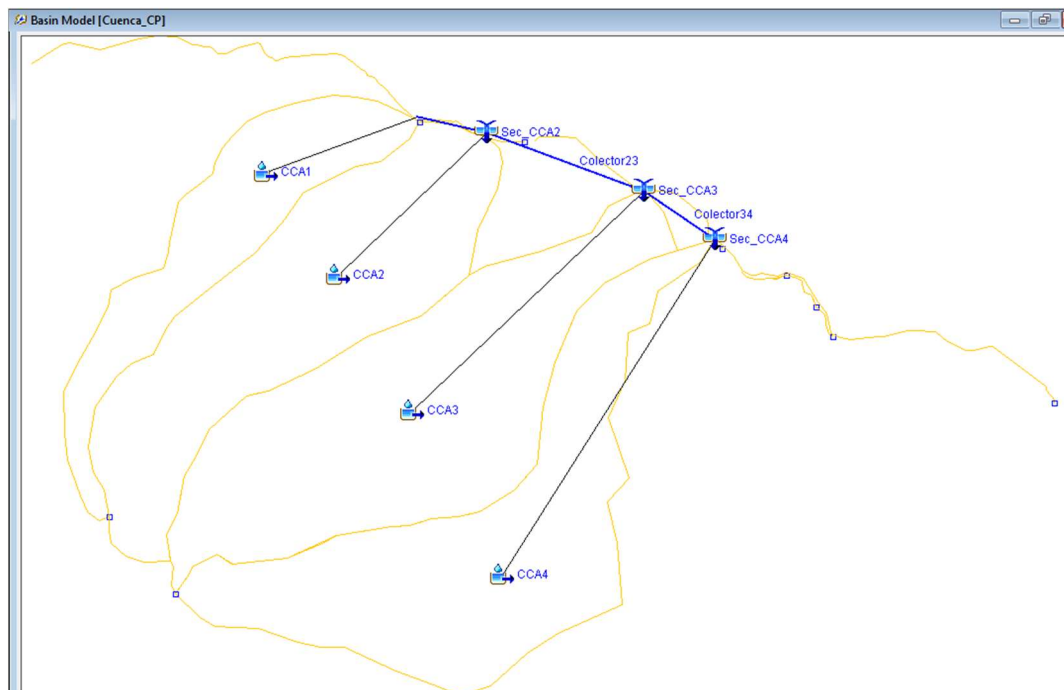 Basin Model [Cuenca_CP]
Sec_CCA2
Colector23
CCA1
Sec_CCA3
Colector34
Sec_CCA4
CCA2
CCA3
CCA4